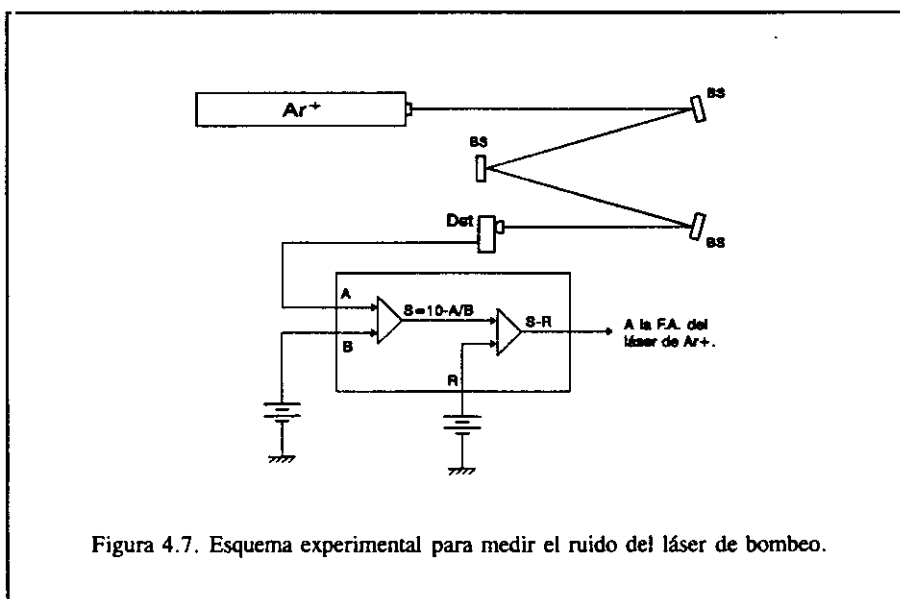 Ar+
BS
BS
BS
Det
A
S=10-A/B
S-R
B
R
A la F.A. del
láser de Ar+.
Figura 4.7. Esquema experimental para medir el ruido del láser de bombeo.